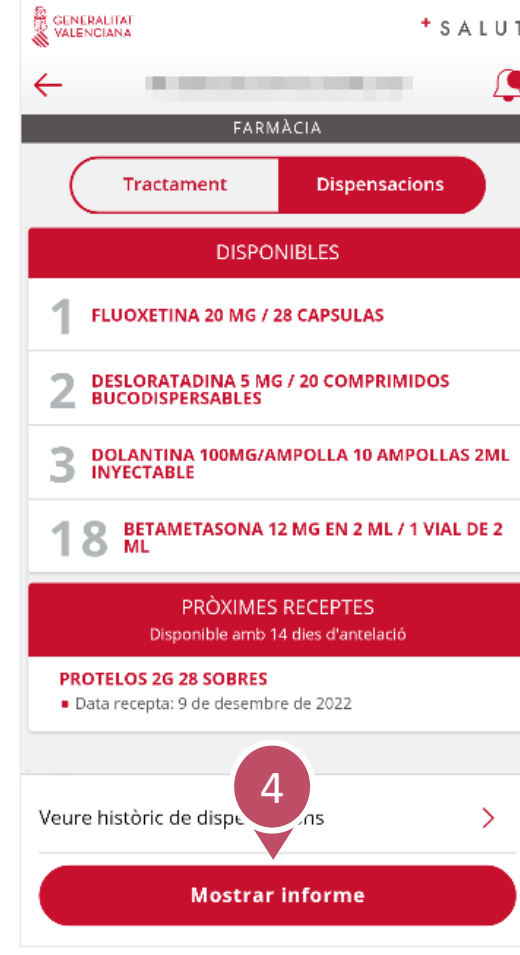 GENERALITAT
VALENCIANA
+ SALUT
FARMÀCIA
Tractament
Dispensacions
DISPONIBLES
1 FLUOXETINA 20 MG / 28 CAPSULAS
2 DESLORATADINA 5 MG / 20 COMPRIMIDOS
BUCODISPERSABLES
3 DOLANTINA 100MG/AMPOLLA 10 AMPOLLAS 2ML
INYECTABLE
18 BETAMETASONA 12 MG EN 2 ML / 1 VIAL DE 2
ML
PRÒXIMES RECEPTES
Disponible amb 14 dies d'antelació
PROTELOS 2G 28 SOBRES
▪ Data recepta: 9 de desembre de 2022
4
Veure històric de
Mostrar informe